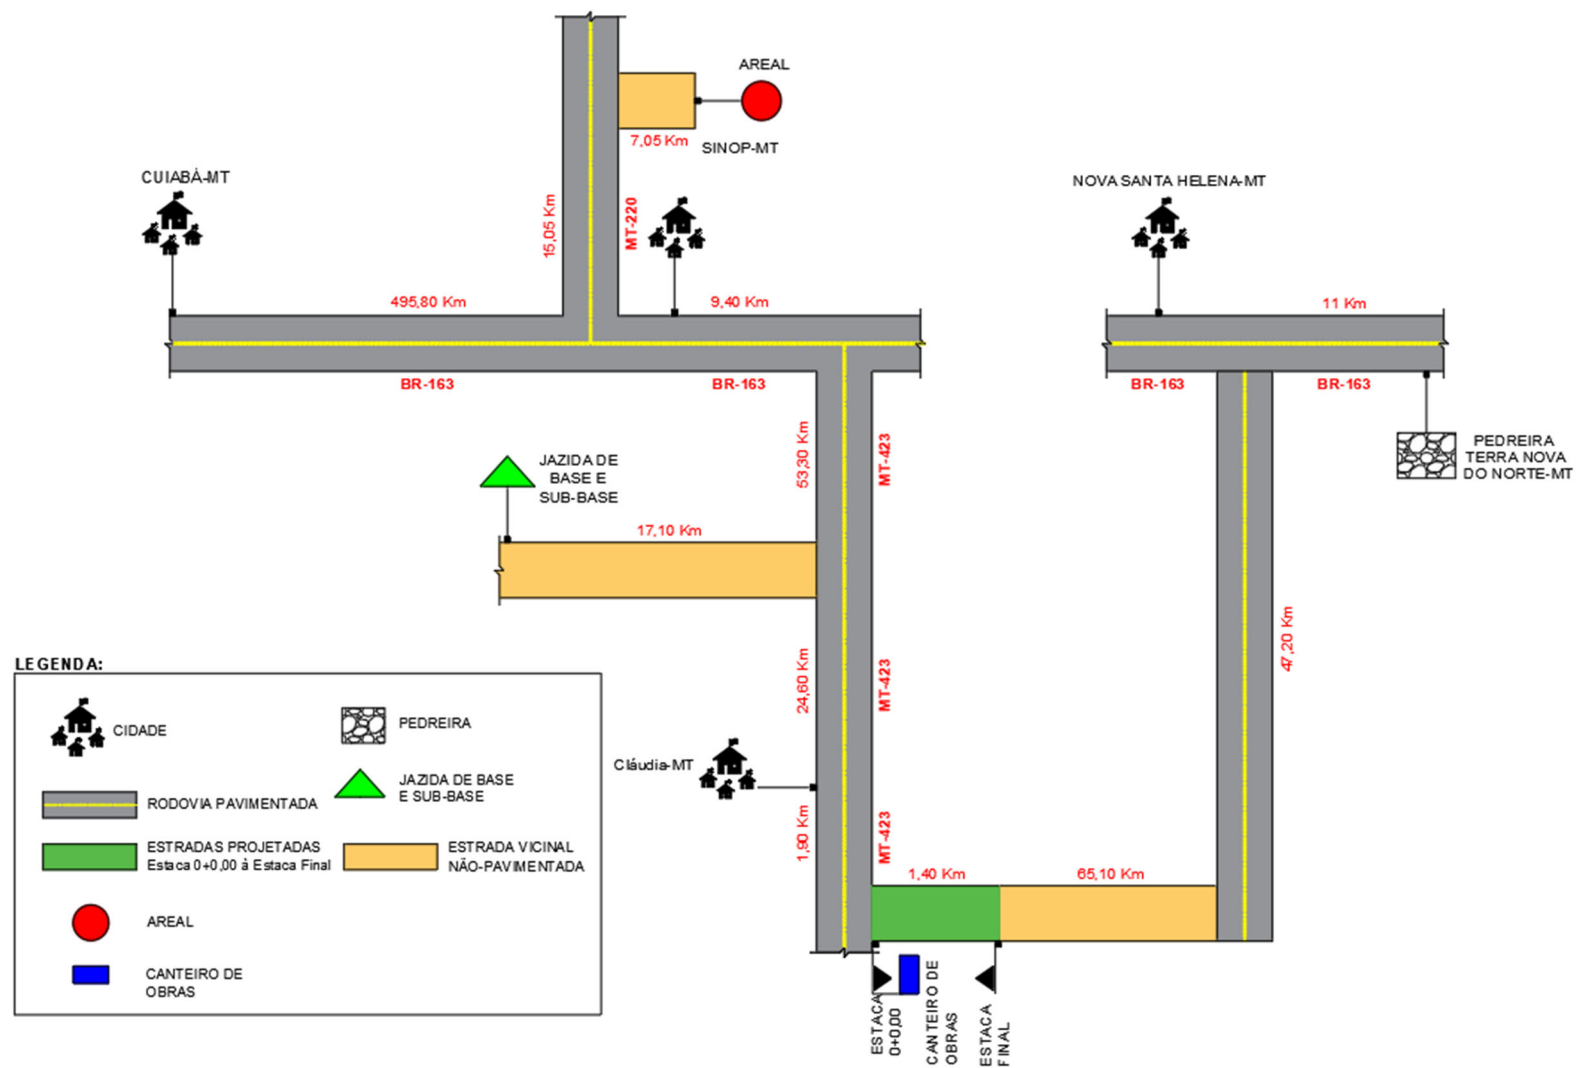 AREAL
7,05 Km
SINOP-MT
CUIABÁ-MT
NOVA SANTA HELENA-MT
15,05 Km
MT-220
495,80 Km
9,40 Km
11 Km
BR-163
BR-163
BR-163
BR-163
PEDREIRA
TERRA NOVA
DO NORTE-MT
53,30 Km
MT-423
JAZIDA DE
BASE E
SUB-BASE
17,10 Km
24,60 Km
MT-423
47,20 Km
Cláudia-MT
1,90 Km
MT-423
1,40 Km
65,10 Km
ESTACA
0+0,00
CANTEIRO DE
OBRAS
ESTACA
FINAL
LEGENDA:
CIDADE
PEDREIRA
JAZIDA DE BASE
E SUB-BASE
RODOVIA PAVIMENTADA
ESTRADAS PROJETADAS
Estaca 0+0,00 à Estaca Final
ESTRADA VICINAL
NÃO-PAVIMENTADA
AREAL
CANTEIRO DE
OBRAS